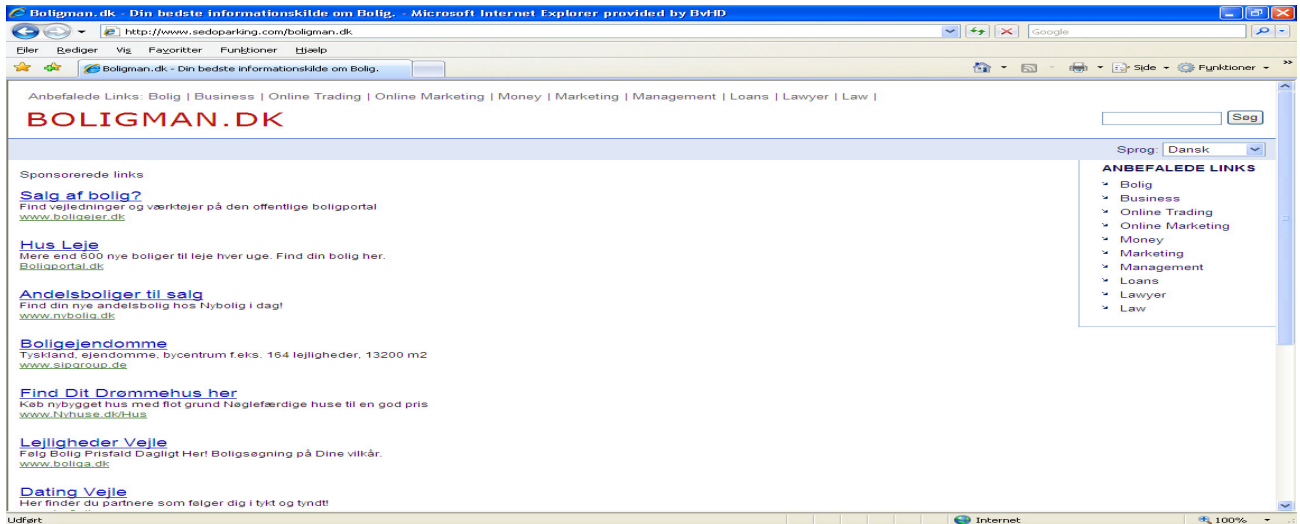 Boligman.dk - Din bedste informationskilde om Bolig. - Microsoft Internet Explorer provided by BvHD
http://www.sedoparking.com/boligman.dk
Google
Filer Rediger Vis Favoritter Funktioner Hjælp
Boligman.dk - Din bedste informationskilde om Bolig.
Side Funktioner
Anbefalede Links: Bolig | Business | Online Trading | Online Marketing | Money | Marketing | Management | Loans | Lawyer | Law |
BOLIGMAN.DK
Søg
Sprog: Dansk
Sponsorerede links
Salg af bolig?
Find vejledninger og værktøjer på den offentlige boligportal
www.boligejer.dk
Hus Leje
Mere end 600 nye boliger til leje hver uge. Find din bolig her.
Boligportal.dk
Andelsboliger til salg
Find din nye andelsbolig hos Nybolig i dag!
www.nybolig.dk
Boligejendomme
Tyskland, ejendomme, bycentrum f.eks. 164 lejligheder, 13200 m2
www.sipgroup.de
Find Dit Drømmehus her
Køb nybygget hus med flot grund Nøglefærdige huse til en god pris
www.Nyhuse.dk/Hus
Lejligheder Vejle
Følg Bolig Prisfald Dagligt Her! Boligsøgning på Dine vilkår.
www.boliga.dk
Dating Vejle
Her finder du partnere som følger dig i tykt og tyndt!
ANBEFALEDE LINKS
Bolig
Business
Online Trading
Online Marketing
Money
Marketing
Management
Loans
Lawyer
Law
Udført
Internet
100%